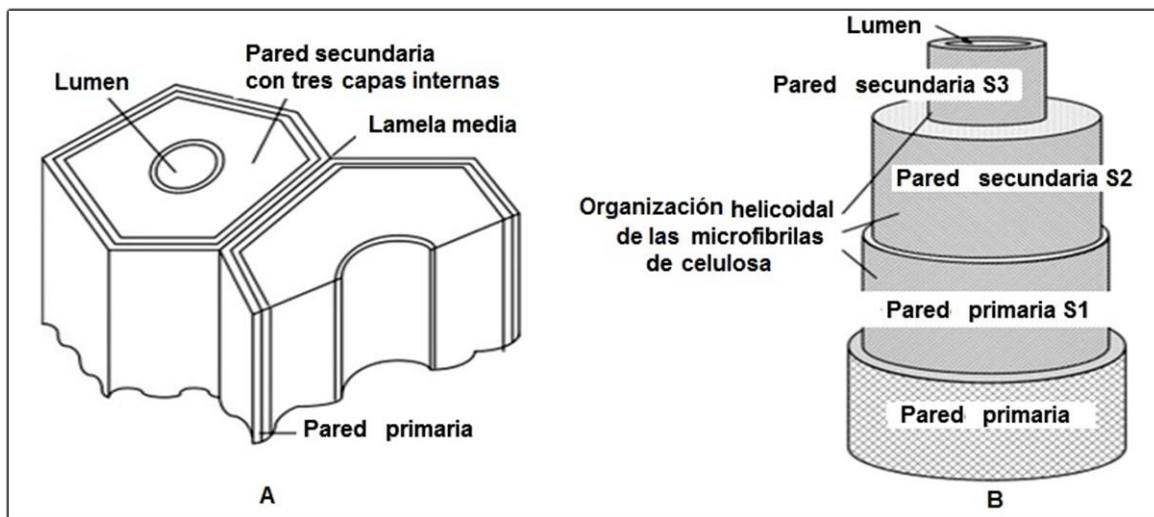 Lumen
Pared secundaria
con tres capas internas
Lamela media
Pared primaria
A
Lumen
Pared secundaria S3
Pared secundaria S2
Organización helicoidal
de las microfibrilas
de celulosa
Pared primaria S1
Pared primaria
B